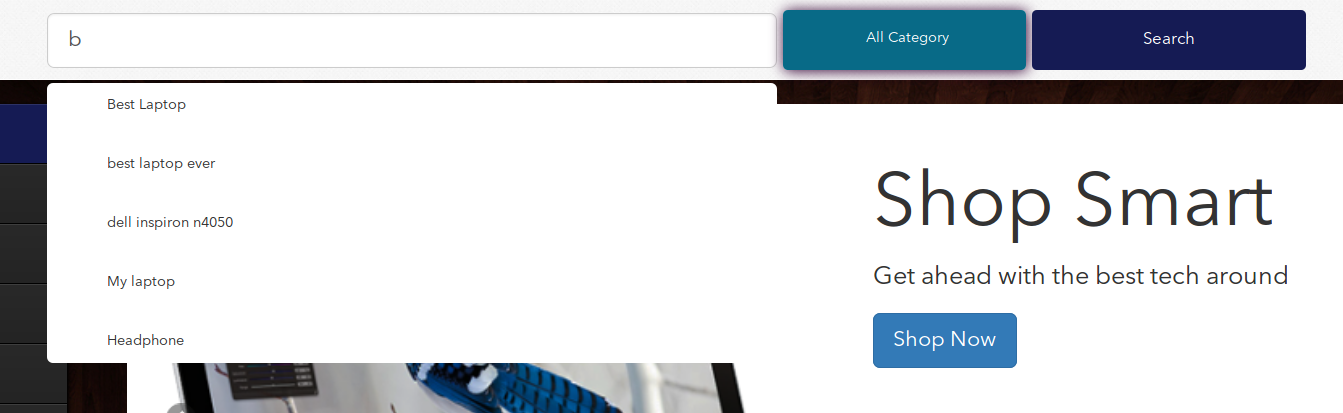 b
All Category
Search
Best Laptop
best laptop ever
dell inspiron n4050
My laptop
Headphone
Shop Smart
Get ahead with the best tech around
Shop Now